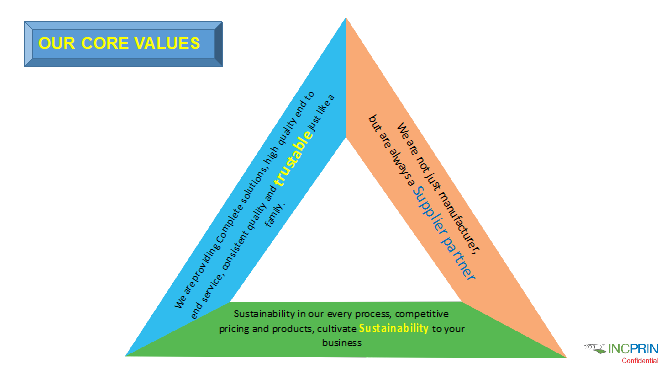 OUR CORE VALUES
We are providing Complete solutions, high quality end to
end service, consistent quality and trustable just like a
family.
We are not just manufacturer,
but are always a Supplier partner
Sustainability in our every process, competitive
pricing and products, cultivate Sustainability to your
business
INCPRIN
Confidential